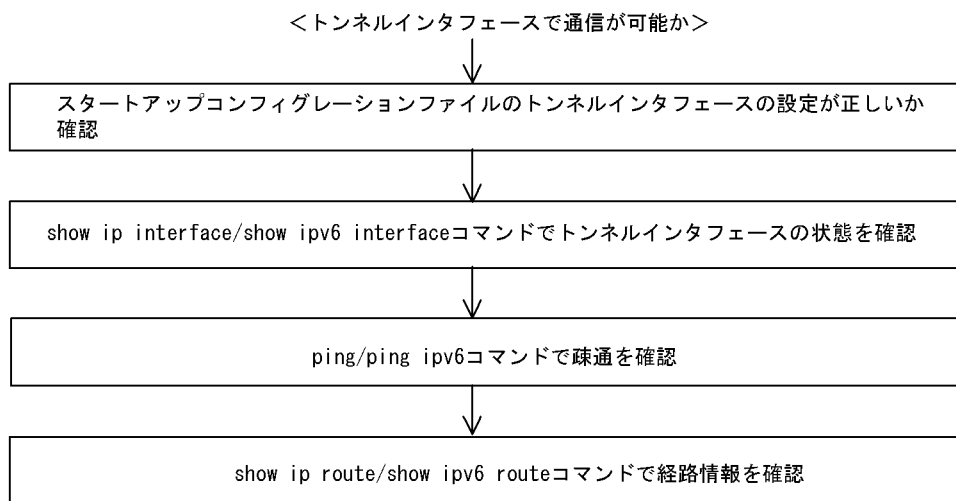 ＜トンネルインタフェースで通信が可能か＞
スタートアップコンフィグレーションファイルのトンネルインタフェースの設定が正しいか
確認
show ip interface/show ipv6 interfaceコマンドでトンネルインタフェースの状態を確認
ping/ping ipv6コマンドで疎通を確認
show ip route/show ipv6 routeコマンドで経路情報を確認